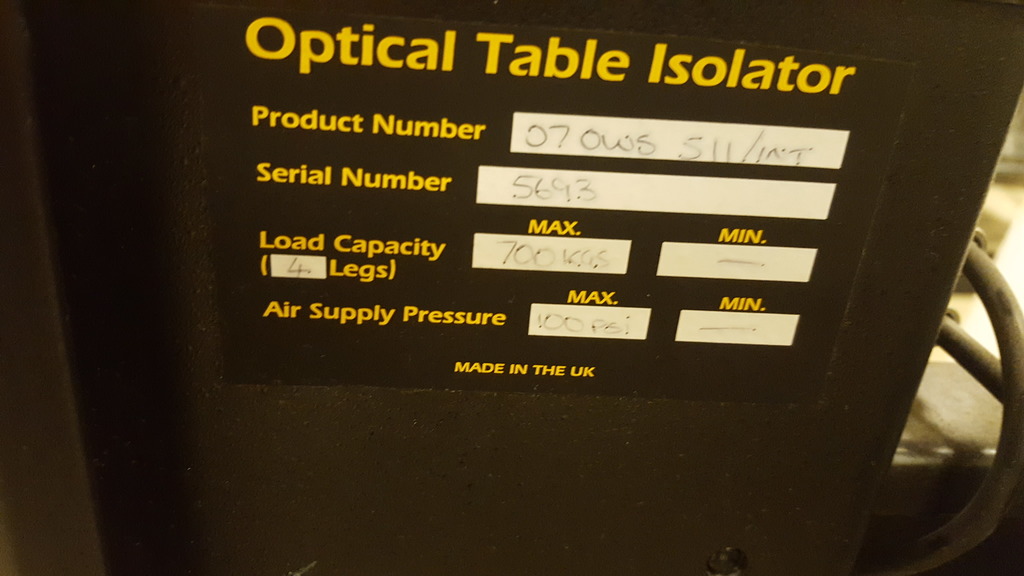 Optical Table Isolator
Product Number 07 OWS 511/INT
Serial Number 5693
MAX. MIN.
Load Capacity 700 KGS —
(4 Legs)
MAX. MIN.
Air Supply Pressure 100 PSi —
MADE IN THE UK